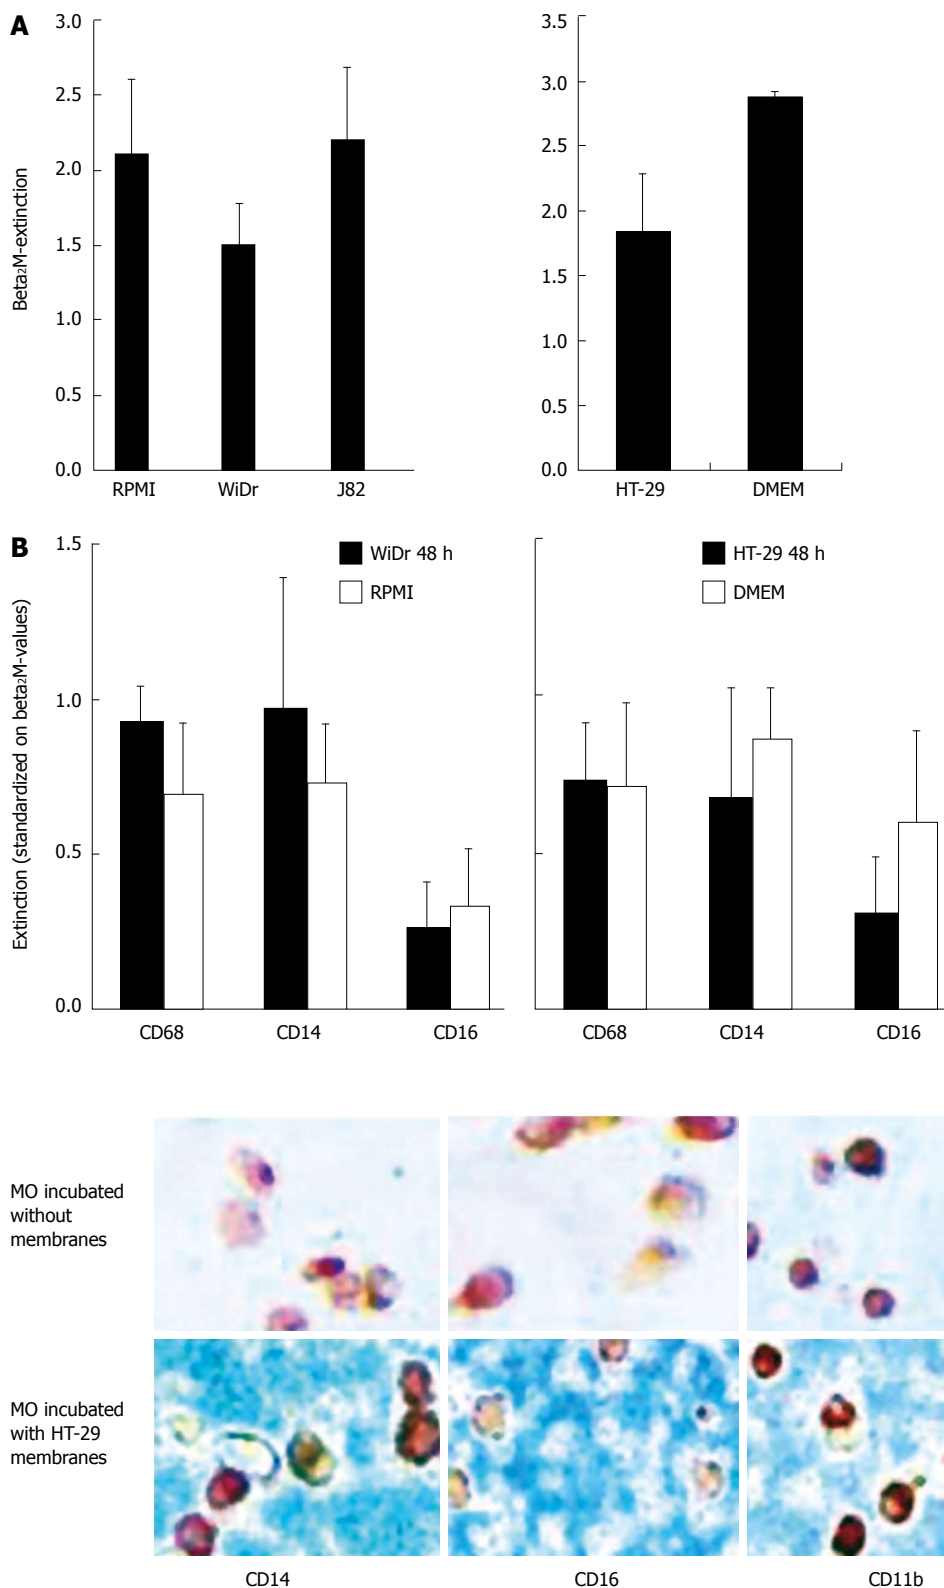 A
Beta₂M-extinction
3.0
2.5
2.0
1.5
1.0
0.5
0.0
RPMI WiDr J82
3.5
3.0
2.5
2.0
1.5
1.0
0.5
0.0
HT-29 DMEM
B
Extinction (standardized on beta₂M-values)
1.5
1.0
0.5
0.0
WiDr 48 h
RPMI
CD68 CD14 CD16
HT-29 48 h
DMEM
CD68 CD14 CD16
MO incubated
without
membranes
MO incubated
with HT-29
membranes
CD14 CD16 CD11b